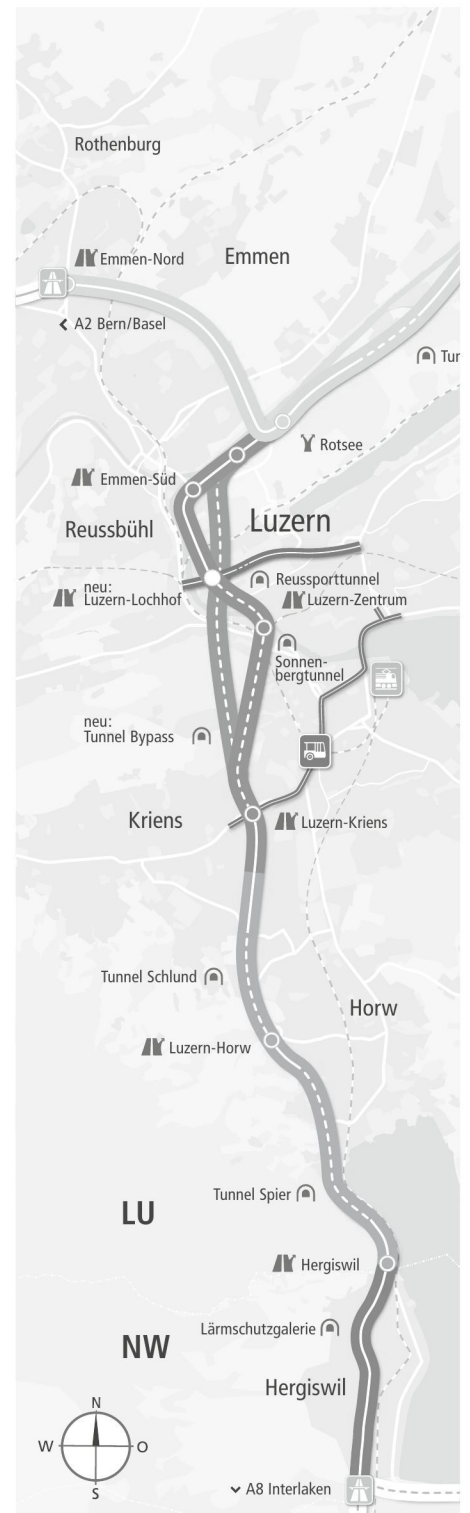 Rothenburg
Emmen-Nord
Emmen
A2 Bern/Basel
Tur
Rotsee
Emmen-Süd
Reussbühl
Luzern
neu:
Luzern-Lochhof
Reussporttunnel
Luzern-Zentrum
Sonnen-
bergtunnel
neu:
Tunnel Bypass
Kriens
Luzern-Kriens
Tunnel Schlund
Horw
Luzern-Horw
Tunnel Spier
LU
Hergiswil
Lärmschutzgalerie
NW
Hergiswil
N
W
O
S
A8 Interlaken